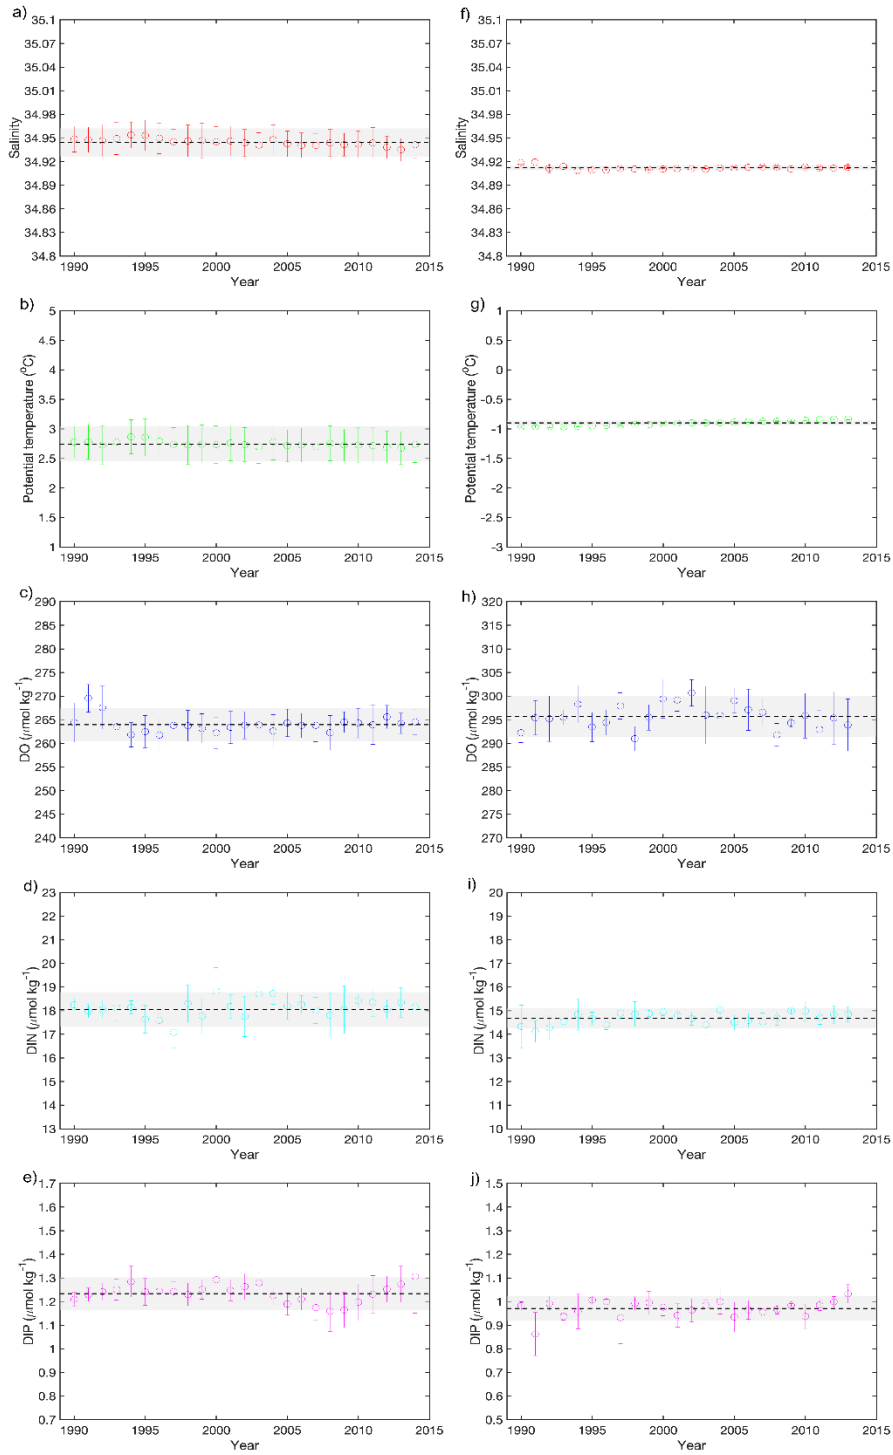 a)
35.1
35.07
35.04
35.01
34.98
34.95
34.92
34.89
34.86
34.83
34.8
Salinity
1990 1995 2000 2005 2010 2015
Year
f)
35.1
35.07
35.04
35.01
34.98
34.95
34.92
34.89
34.86
34.83
34.8
Salinity
1990 1995 2000 2005 2010 2015
Year
b)
5
4.5
4
3.5
3
2.5
2
1.5
1
Potential temperature (°C)
1990 1995 2000 2005 2010 2015
Year
g)
1
0.5
0
-0.5
-1
-1.5
-2
-2.5
-3
Potential temperature (°C)
1990 1995 2000 2005 2010 2015
Year
c)
290
285
280
275
270
265
260
255
250
245
240
DO (μmol kg⁻¹)
1990 1995 2000 2005 2010 2015
Year
h)
320
315
310
305
300
295
290
285
280
275
270
DO (μmol kg⁻¹)
1990 1995 2000 2005 2010 2015
Year
d)
23
22
21
20
19
18
17
16
15
14
13
DIN (μmol kg⁻¹)
1990 1995 2000 2005 2010 2015
Year
i)
20
19
18
17
16
15
14
13
12
11
10
DIN (μmol kg⁻¹)
1990 1995 2000 2005 2010 2015
Year
e)
1.7
1.6
1.5
1.4
1.3
1.2
1.1
1
0.9
0.8
0.7
DIP (μmol kg⁻¹)
1990 1995 2000 2005 2010 2015
Year
j)
1.5
1.4
1.3
1.2
1.1
1
0.9
0.8
0.7
0.6
0.5
DIP (μmol kg⁻¹)
1990 1995 2000 2005 2010 2015
Year